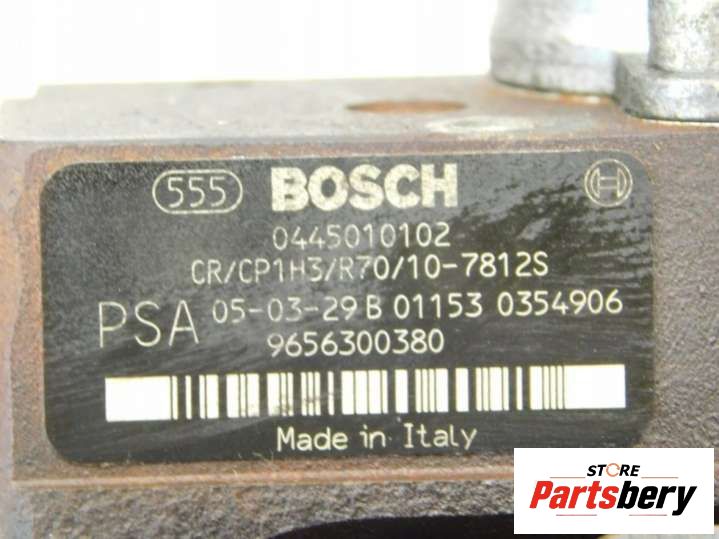 555 BOSCH
0445010102
CR/CP1H3/R70/10-7812S
PSA 05-03-29 B 01153 0354906
9656300380
Made in Italy
STORE
Partsbery